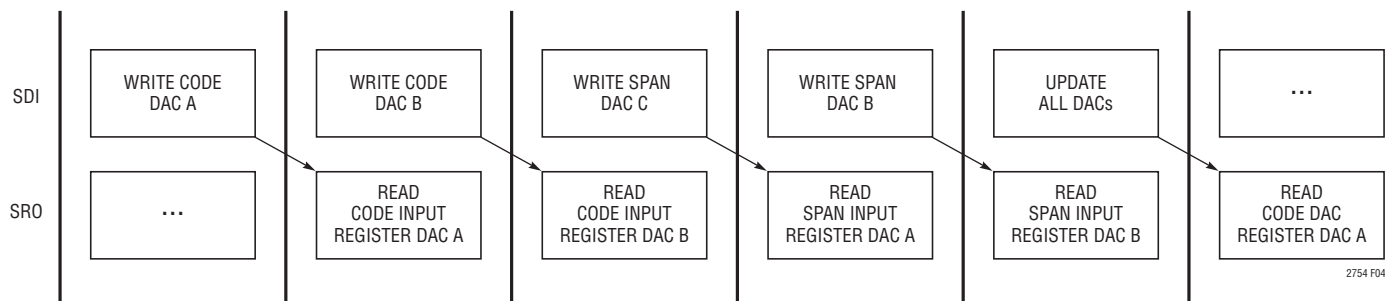 SDI
WRITE CODE
DAC A
WRITE CODE
DAC B
WRITE SPAN
DAC C
WRITE SPAN
DAC B
UPDATE
ALL DACs
...
SRO
...
READ
CODE INPUT
REGISTER DAC A
READ
CODE INPUT
REGISTER DAC B
READ
SPAN INPUT
REGISTER DAC A
READ
SPAN INPUT
REGISTER DAC B
READ
CODE DAC
REGISTER DAC A
2754 F04